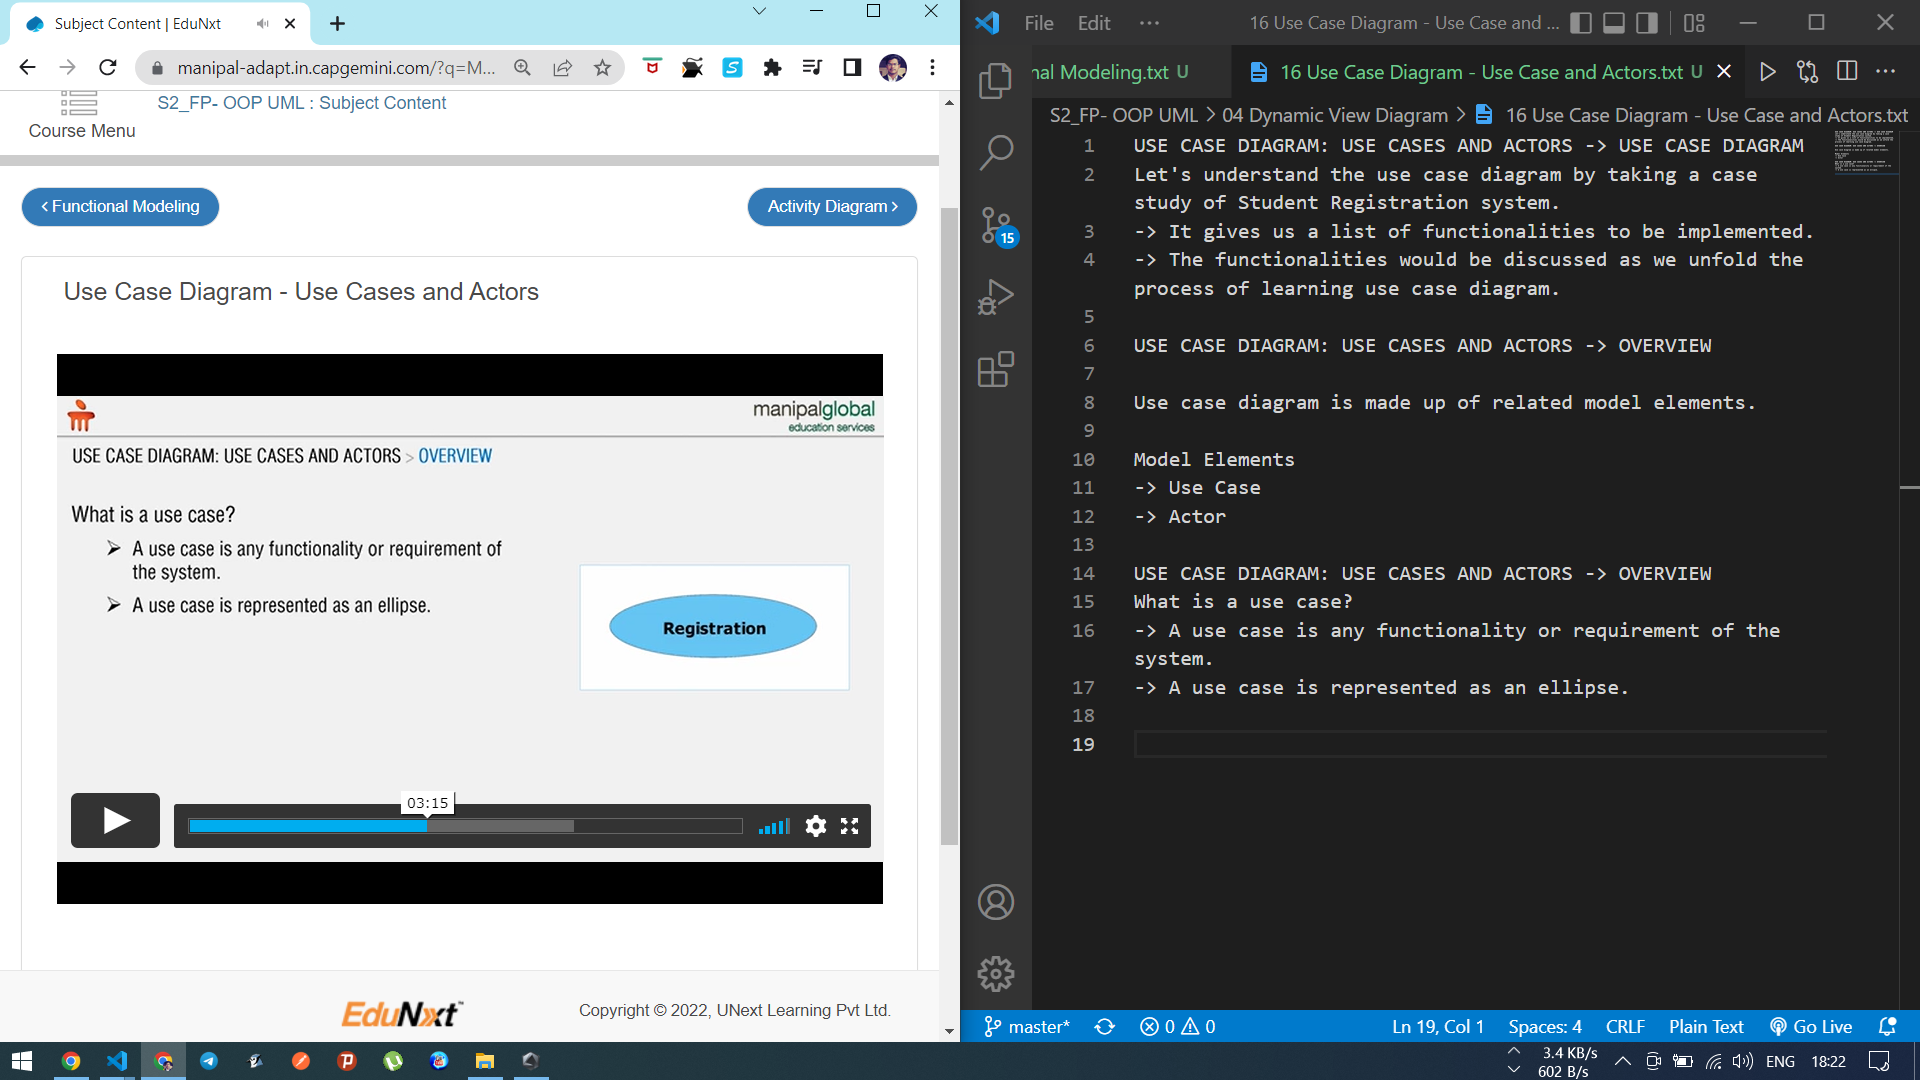 Subject Content | EduNxt
manipal-adapt.in.capgemini.com/?q=M...
Course Menu
S2_FP- OOP UML : Subject Content
‹ Functional Modeling
Activity Diagram ›
Use Case Diagram - Use Cases and Actors
manipalglobal
education services
USE CASE DIAGRAM: USE CASES AND ACTORS > OVERVIEW
What is a use case?
➢ A use case is any functionality or requirement of
the system.
➢ A use case is represented as an ellipse.
Registration
03:15
EduNxt™
Copyright © 2022, UNext Learning Pvt Ltd.
File Edit ··· 16 Use Case Diagram - Use Case and ...
nal Modeling.txt U
16 Use Case Diagram - Use Case and Actors.txt U
S2_FP- OOP UML > 04 Dynamic View Diagram > 16 Use Case Diagram - Use Case and Actors.txt
15
1 USE CASE DIAGRAM: USE CASES AND ACTORS -> USE CASE DIAGRAM
2 Let's understand the use case diagram by taking a case
study of Student Registration system.
3 -> It gives us a list of functionalities to be implemented.
4 -> The functionalities would be discussed as we unfold the
process of learning use case diagram.
5
6 USE CASE DIAGRAM: USE CASES AND ACTORS -> OVERVIEW
7
8 Use case diagram is made up of related model elements.
9
10 Model Elements
11 -> Use Case
12 -> Actor
13
14 USE CASE DIAGRAM: USE CASES AND ACTORS -> OVERVIEW
15 What is a use case?
16 -> A use case is any functionality or requirement of the
system.
17 -> A use case is represented as an ellipse.
18
19
master* 0 0 Ln 19, Col 1 Spaces: 4 CRLF Plain Text Go Live
3.4 KB/s
602 B/s
ENG 18:22